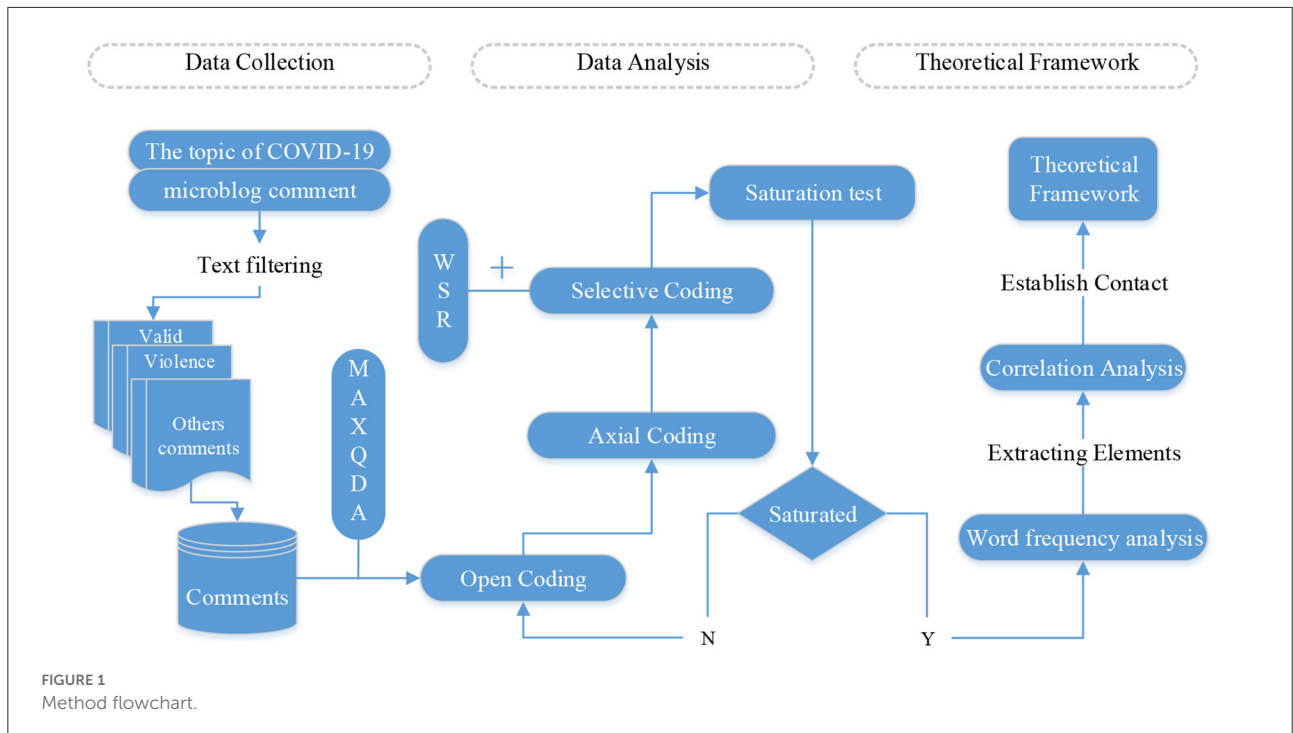 Data Collection
Data Analysis
Theoretical Framework
The topic of COVID-19
microblog comment
Text filtering
Valid
Violence
Others
comments
Comments
M
A
X
Q
D
A
W
S
R
+
Open Coding
Axial Coding
Selective Coding
Saturation test
Saturated
N
Y
Word frequency analysis
Extracting Elements
Correlation Analysis
Establish Contact
Theoretical
Framework
FIGURE 1
Method flowchart.